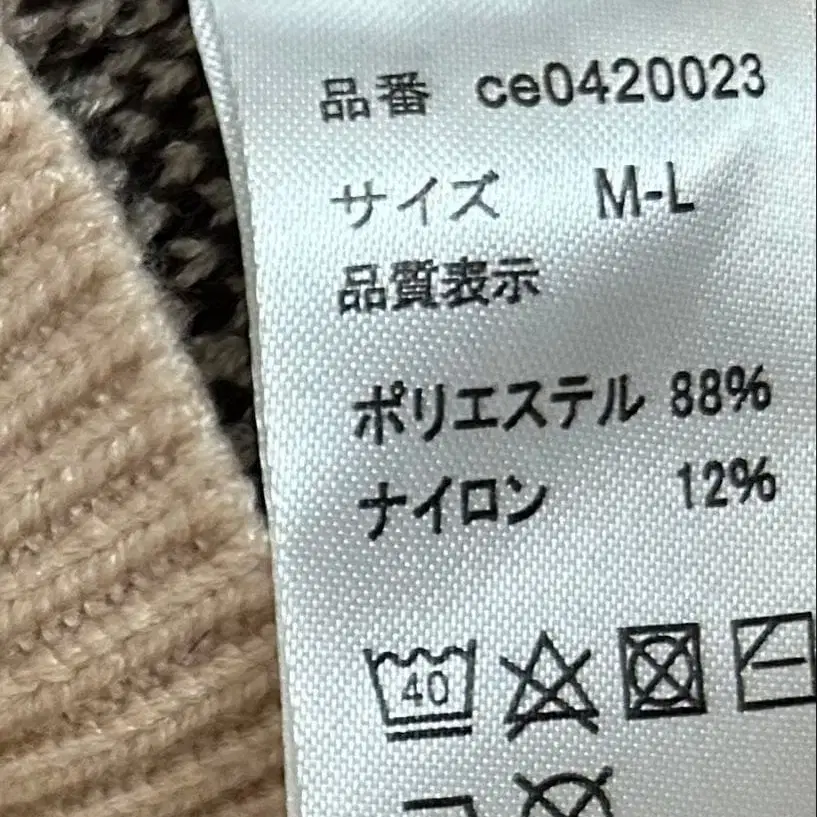 品番 ce0420023
サイズ M-L
品質表示
ポリエステル 88%
ナイロン 12%
40